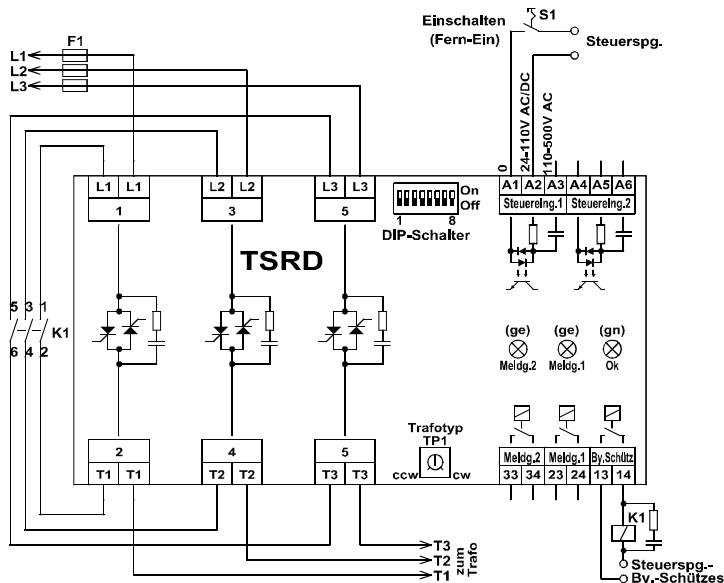 Einschalten
(Fern-Ein)
S1
Steuerspg.
F1
L1
L2
L3
0
24-110V AC/DC
110-500V AC
L1 L1 L2 L2 L3 L3
1 3 5
On
Off
1 8
DIP-Schalter
A1 A2 A3 A4 A5 A6
Steuereing.1 Steuereing.2
TSRD
5 3 1
K1
6 4 2
(ge) (ge) (gn)
Meldg.2 Meldg.1 Ok
Trafotyp
TP1
ccw cw
2 4 5
T1 T1 T2 T2 T3 T3
Meldg.2 Meldg.1 By.Schütz
33 34 23 24 13 14
K1
T3
T2
T1
zum
Trafo
Steuerspg.-
By.-Schützes